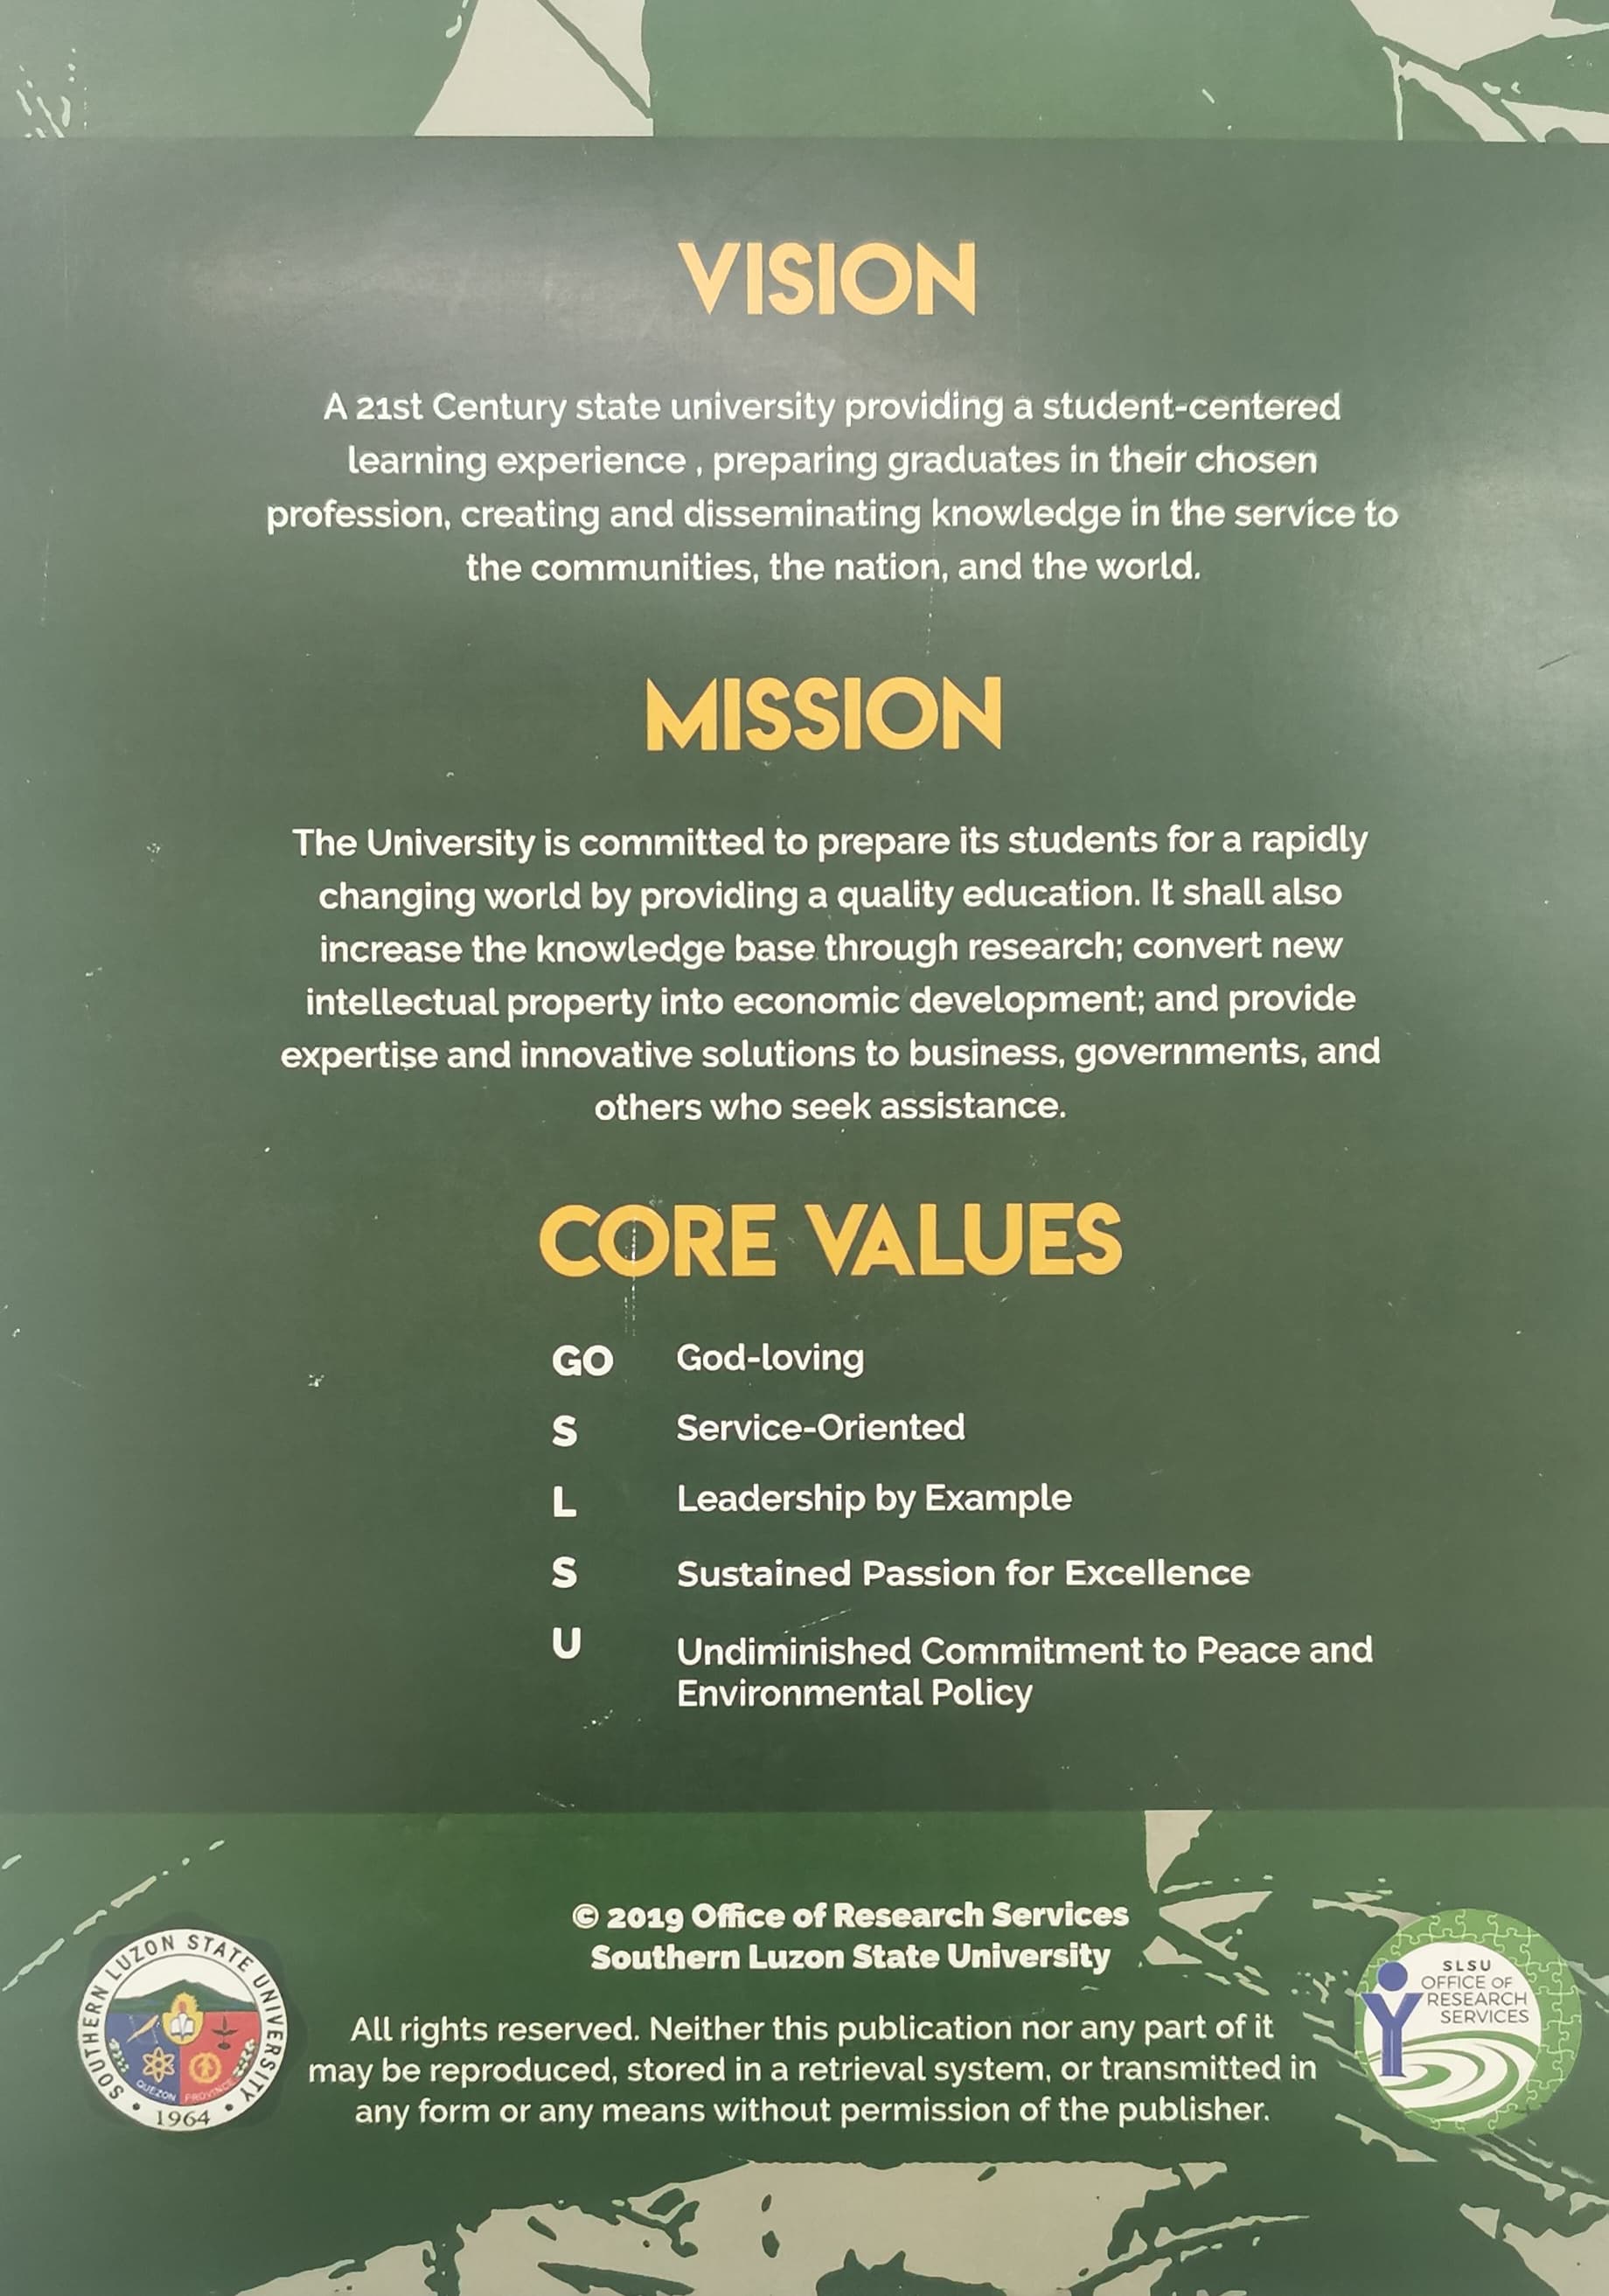 VISION
A 21st Century state university providing a student-centered
learning experience , preparing graduates in their chosen
profession, creating and disseminating knowledge in the service to
the communities, the nation, and the world.
MISSION
The University is committed to prepare its students for a rapidly
changing world by providing a quality education. It shall also
increase the knowledge base through research; convert new
intellectual property into economic development; and provide
expertise and innovative solutions to business, governments, and
others who seek assistance.
CORE VALUES
GO God-loving
S Service-Oriented
L Leadership by Example
S Sustained Passion for Excellence
U Undiminished Commitment to Peace and
Environmental Policy
© 2019 Office of Research Services
Southern Luzon State University
All rights reserved. Neither this publication nor any part of it
may be reproduced, stored in a retrieval system, or transmitted in
any form or any means without permission of the publisher.
SOUTHERN LUZON STATE UNIVERSITY
QUEZON PROVINCE
• 1964 •
SLSU
OFFICE OF
RESEARCH
SERVICES